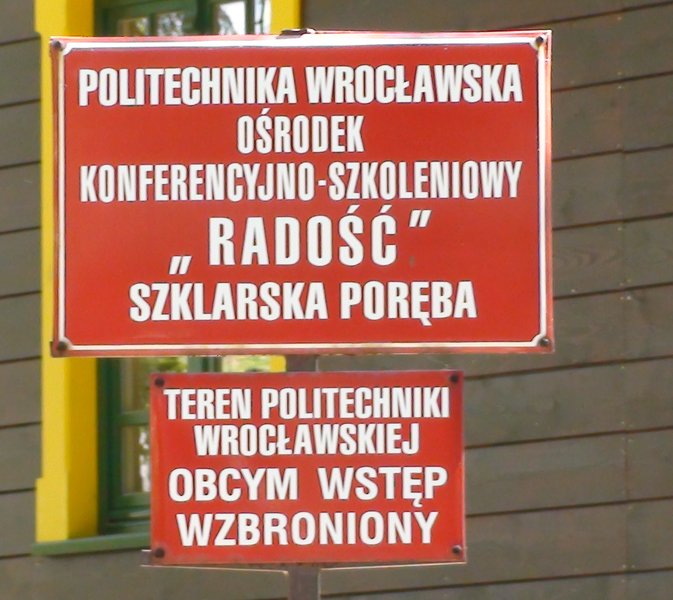 POLITECHNIKA WROCŁAWSKA
OŚRODEK
KONFERENCYJNO-SZKOLENIOWY
„RADOŚĆ”
SZKLARSKA PORĘBA
TEREN POLITECHNIKI
WROCŁAWSKIEJ
OBCYM WSTĘP
WZBRONIONY